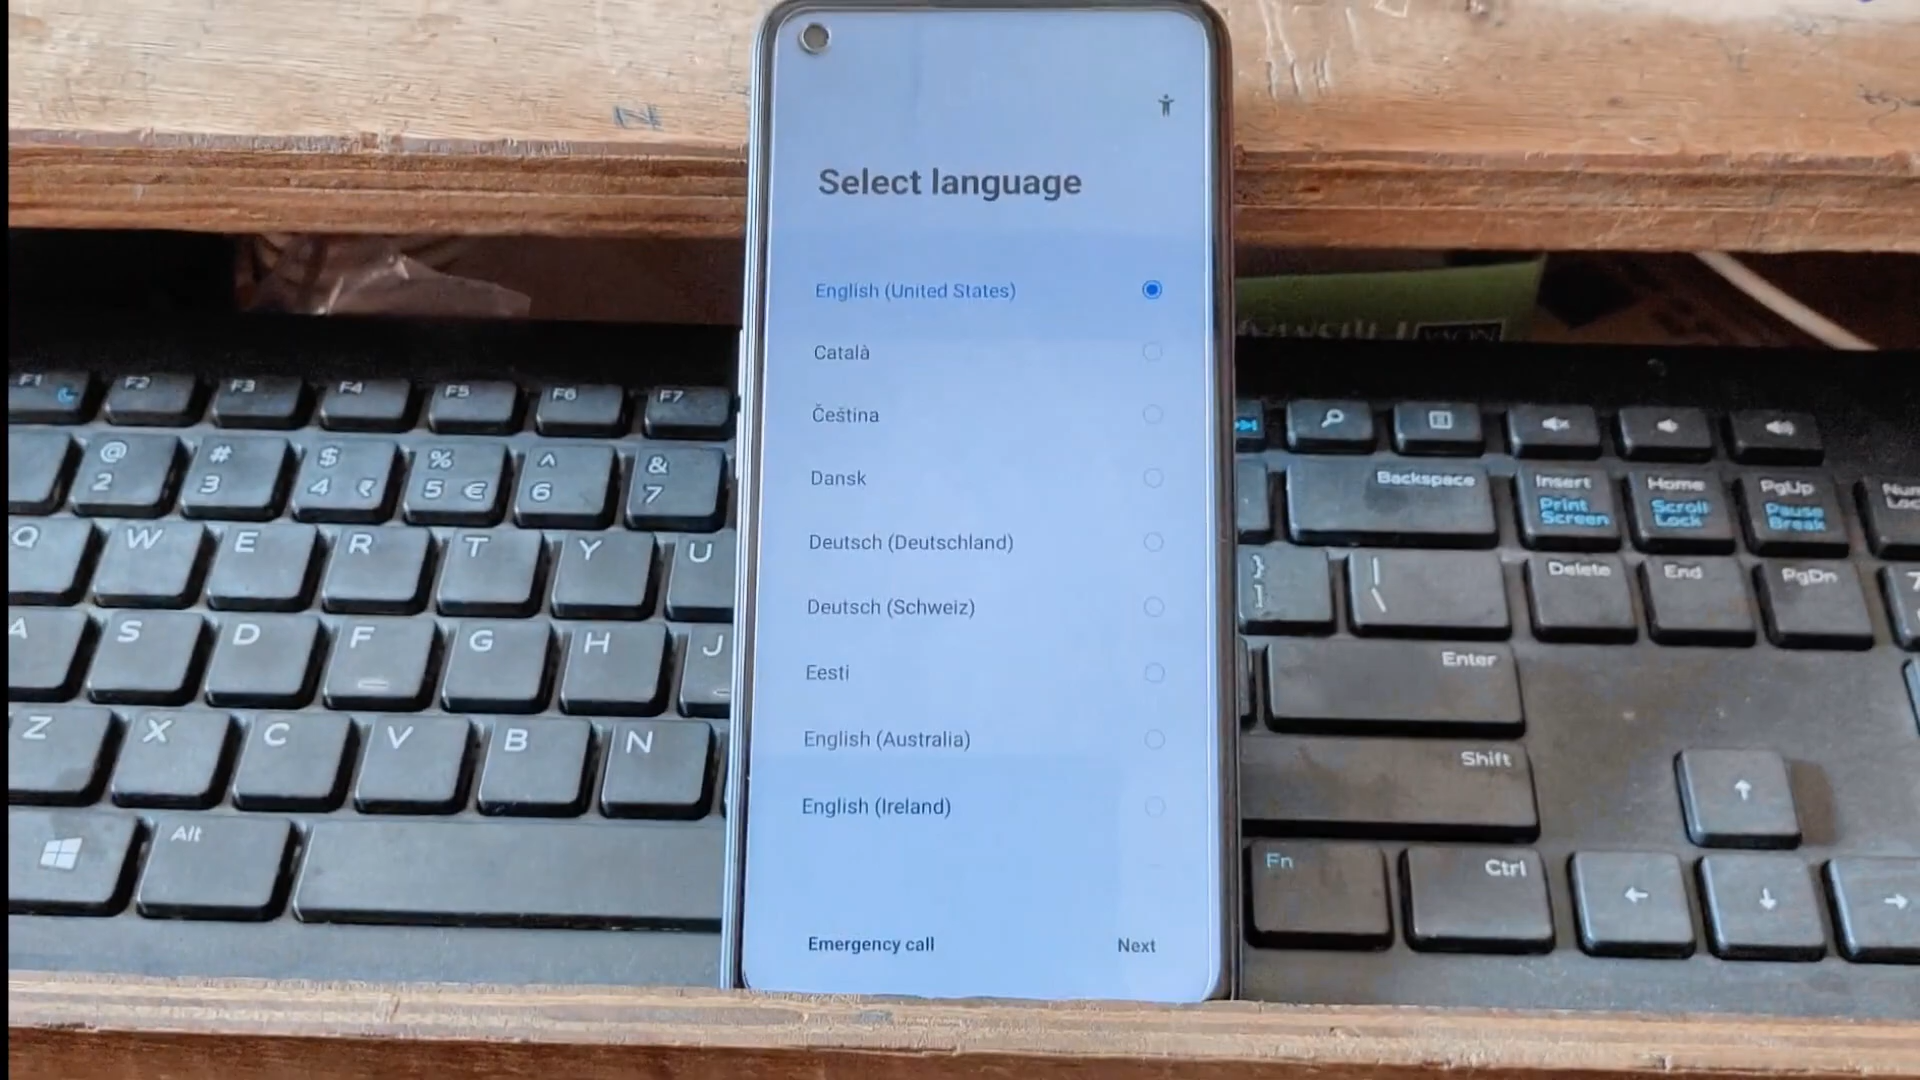 Select language
English (United States)
Català
Čeština
Dansk
Deutsch (Deutschland)
Deutsch (Schweiz)
Eesti
English (Australia)
English (Ireland)
Emergency call
Next
F1
F2
F3
F4
F5
F6
F7
@
2
#
3
$
4 ₹
%
5 €
^
6
&
7
Q
W
E
R
T
Y
U
A
S
D
F
G
H
J
Z
X
C
V
B
N
Alt
Backspace
Insert
Print
Screen
Home
Scroll
Lock
PgUp
Pause
Break
|
\
Delete
End
PgDn
7
Enter
Shift
Fn
Ctrl